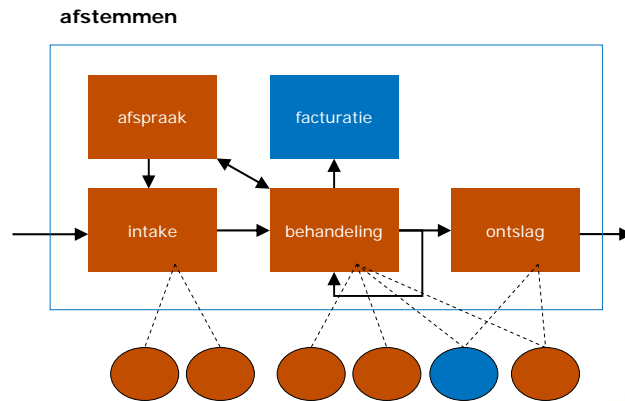 afstemmen
afspraak
facturatie
intake
behandeling
ontslag